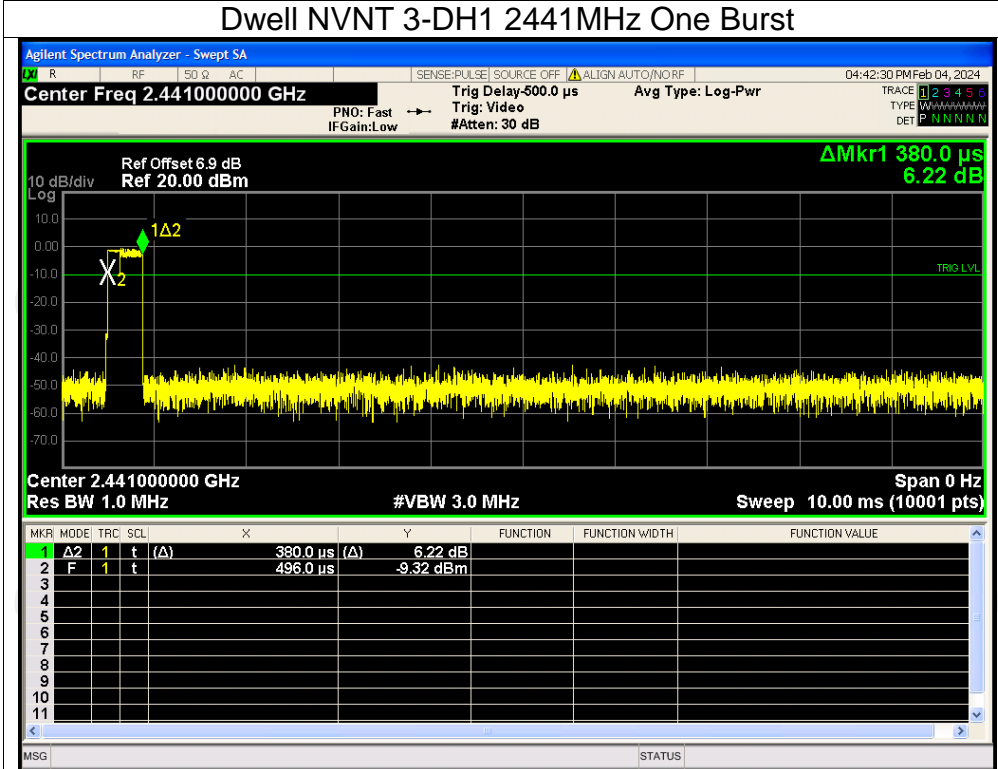 Dwell NVNT 3-DH1 2441MHz One Burst
Agilent Spectrum Analyzer - Swept SA
LXI R RF 50 Ω AC SENSE:PULSE SOURCE OFF ALIGN AUTO/NO RF 04:42:30 PM Feb 04, 2024
Center Freq 2.441000000 GHz
PNO: Fast
IFGain:Low
Trig Delay-500.0 µs
Trig: Video
#Atten: 30 dB
Avg Type: Log-Pwr
TRACE 1 2 3 4 5 6
TYPE W
DET P N N N N N
ΔMkr1 380.0 µs
6.22 dB
Ref Offset 6.9 dB
10 dB/div Ref 20.00 dBm
Log
10.0
0.00
-10.0
-20.0
-30.0
-40.0
-50.0
-60.0
-70.0
1Δ2
2
TRIG LVL
Center 2.441000000 GHz Span 0 Hz
Res BW 1.0 MHz #VBW 3.0 MHz Sweep 10.00 ms (10001 pts)
MKR MODE TRC SCL X Y FUNCTION FUNCTION WIDTH FUNCTION VALUE
1 Δ2 1 t (Δ) 380.0 µs (Δ) 6.22 dB
2 F 1 t 496.0 µs -9.32 dBm
3
4
5
6
7
8
9
10
11
MSG STATUS